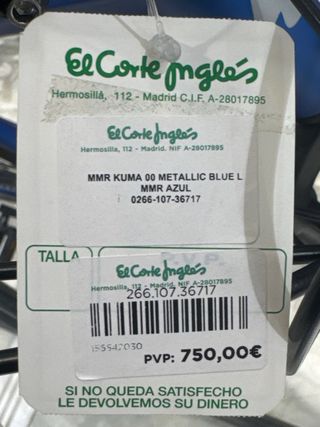 El Corte Inglés
Hermosilla, 112 - Madrid C.I.F. A-28017895
El Corte Inglés
Hermosilla, 112 - Madrid. NIF A-28017895
MMR KUMA 00 METALLIC BLUE L
MMR AZUL
0266-107-36717
TALLA
El Corte Inglés
Hermosilla, 112 - Madrid. NIF A-28017895
266.107.36717
PVP: 750,00€
SI NO QUEDA SATISFECHO
LE DEVOLVEMOS SU DINERO